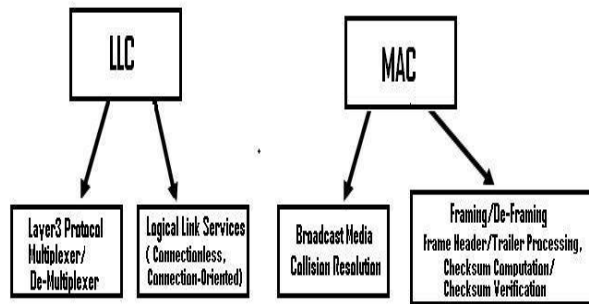 LLC
MAC
Layer3 Protocol
Multiplexer/
De-Multiplexer
Logical Link Services
( Connectionless,
Connection-Oriented)
Broadcast Media
Collision Resolution
Framing/De-Framing
Frame Header/Trailer Processing,
Checksum Computation/
Checksum Verification